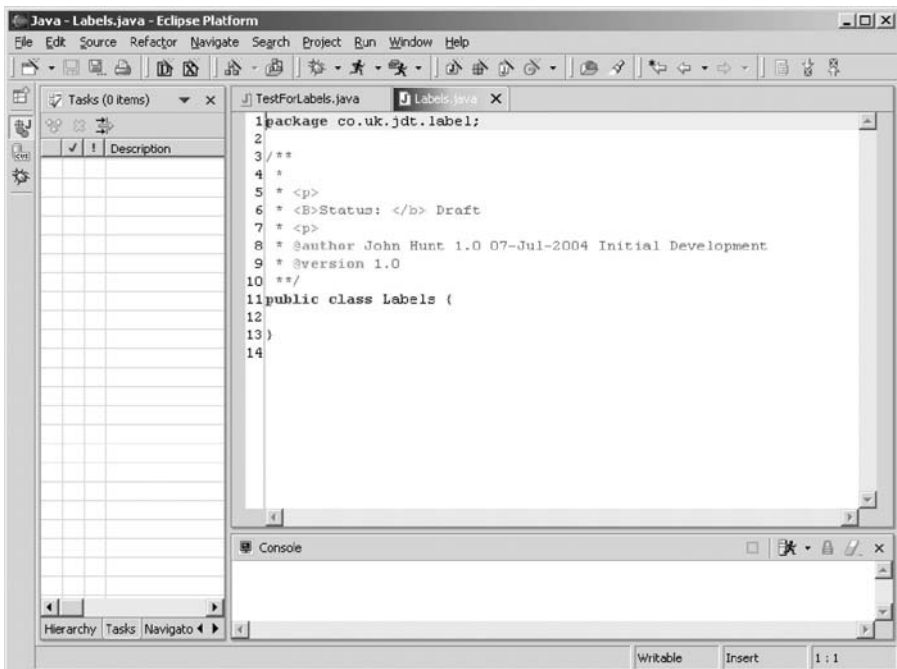 Java - Labels.java - Eclipse Platform
File Edit Source Refactor Navigate Search Project Run Window Help
Tasks (0 items)
TestForLabels.java Labels.java
! Description
1 package co.uk.jdt.label;
2
3 /**
4 *
5 * <p>
6 * <B>Status: </b> Draft
7 * <p>
8 * @author John Hunt 1.0 07-Jul-2004 Initial Development
9 * @version 1.0
10 **/
11 public class Labels {
12
13 }
14
Console
Hierarchy Tasks Navigato
Writable Insert 1 : 1